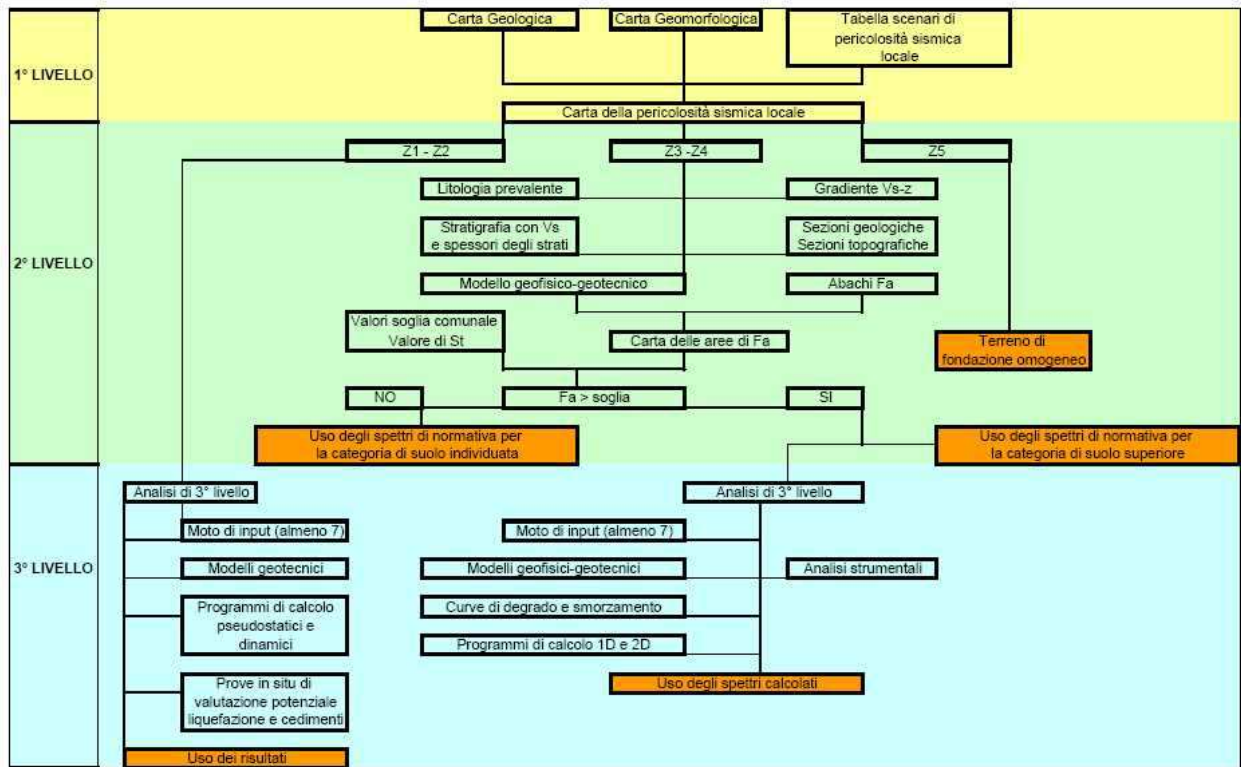 Carta Geologica
Carta Geomorfologica
Tabella scenari di
pericolosità sismica
locale
1° LIVELLO
Carta della pericolosità sismica locale
Z1 - Z2
Z3 -Z4
Z5
Litologia prevalente
Gradiente Vs-z
Stratigrafia con Vs
e spessori degli strati
Sezioni geologiche
Sezioni topografiche
2° LIVELLO
Modello geofisico-geotecnico
Abachi Fa
Valori soglia comunale
Valore di St
Carta delle aree di Fa
Terreno di
fondazione omogeneo
NO
Fa > soglia
SI
Uso degli spettri di normativa per
la categoria di suolo individuata
Uso degli spettri di normativa per
la categoria di suolo superiore
Analisi di 3° livello
Analisi di 3° livello
Moto di input (almeno 7)
Moto di input (almeno 7)
3° LIVELLO
Modelli geotecnici
Modelli geofisici-geotecnici
Analisi strumentali
Programmi di calcolo
pseudostatici e
dinamici
Curve di degrado e smorzamento
Programmi di calcolo 1D e 2D
Prove in situ di
valutazione potenziale
liquefazione e cedimenti
Uso degli spettri calcolati
Uso dei risultati